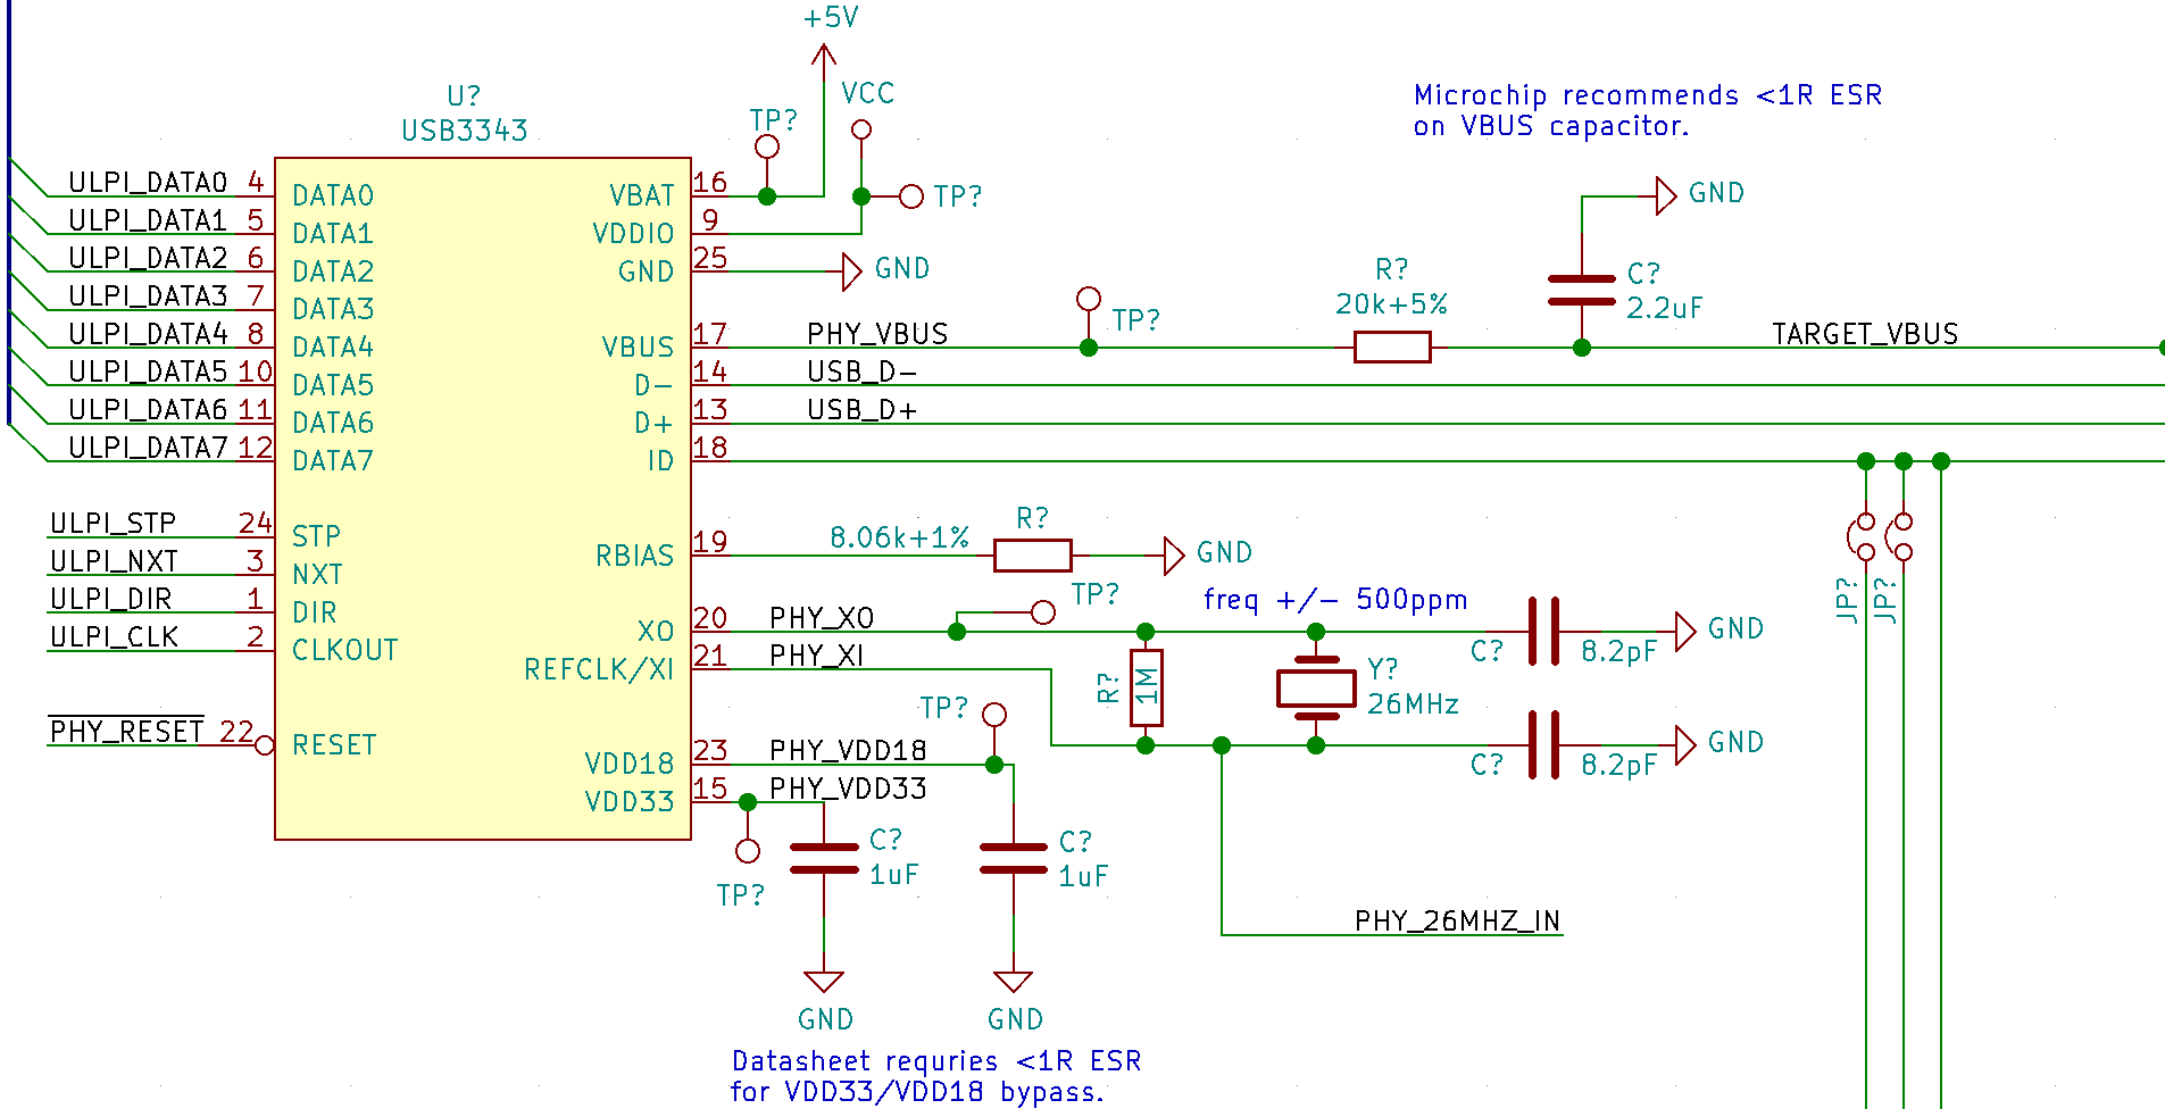 +5V
VCC
TP?
U?
USB3343
Microchip recommends <1R ESR
on VBUS capacitor.
ULPI_DATA0 4 DATA0
ULPI_DATA1 5 DATA1
ULPI_DATA2 6 DATA2
ULPI_DATA3 7 DATA3
ULPI_DATA4 8 DATA4
ULPI_DATA5 10 DATA5
ULPI_DATA6 11 DATA6
ULPI_DATA7 12 DATA7
ULPI_STP 24 STP
ULPI_NXT 3 NXT
ULPI_DIR 1 DIR
ULPI_CLK 2 CLKOUT
PHY_RESET 22 RESET
VBAT 16
TP?
VDDIO 9
GND 25 GND
VBUS 17 PHY_VBUS
TP?
R?
20k+5%
GND
C?
2.2uF
TARGET_VBUS
D- 14 USB_D-
D+ 13 USB_D+
ID 18
JP?
JP?
RBIAS 19
8.06k+1%
R?
GND
XO 20 PHY_XO
TP?
REFCLK/XI 21 PHY_XI
R?
1M
freq +/- 500ppm
Y?
26MHz
C?
8.2pF
GND
C?
8.2pF
GND
PHY_26MHZ_IN
VDD18 23 PHY_VDD18
TP?
VDD33 15 PHY_VDD33
TP?
C?
1uF
C?
1uF
GND
GND
Datasheet requries <1R ESR
for VDD33/VDD18 bypass.